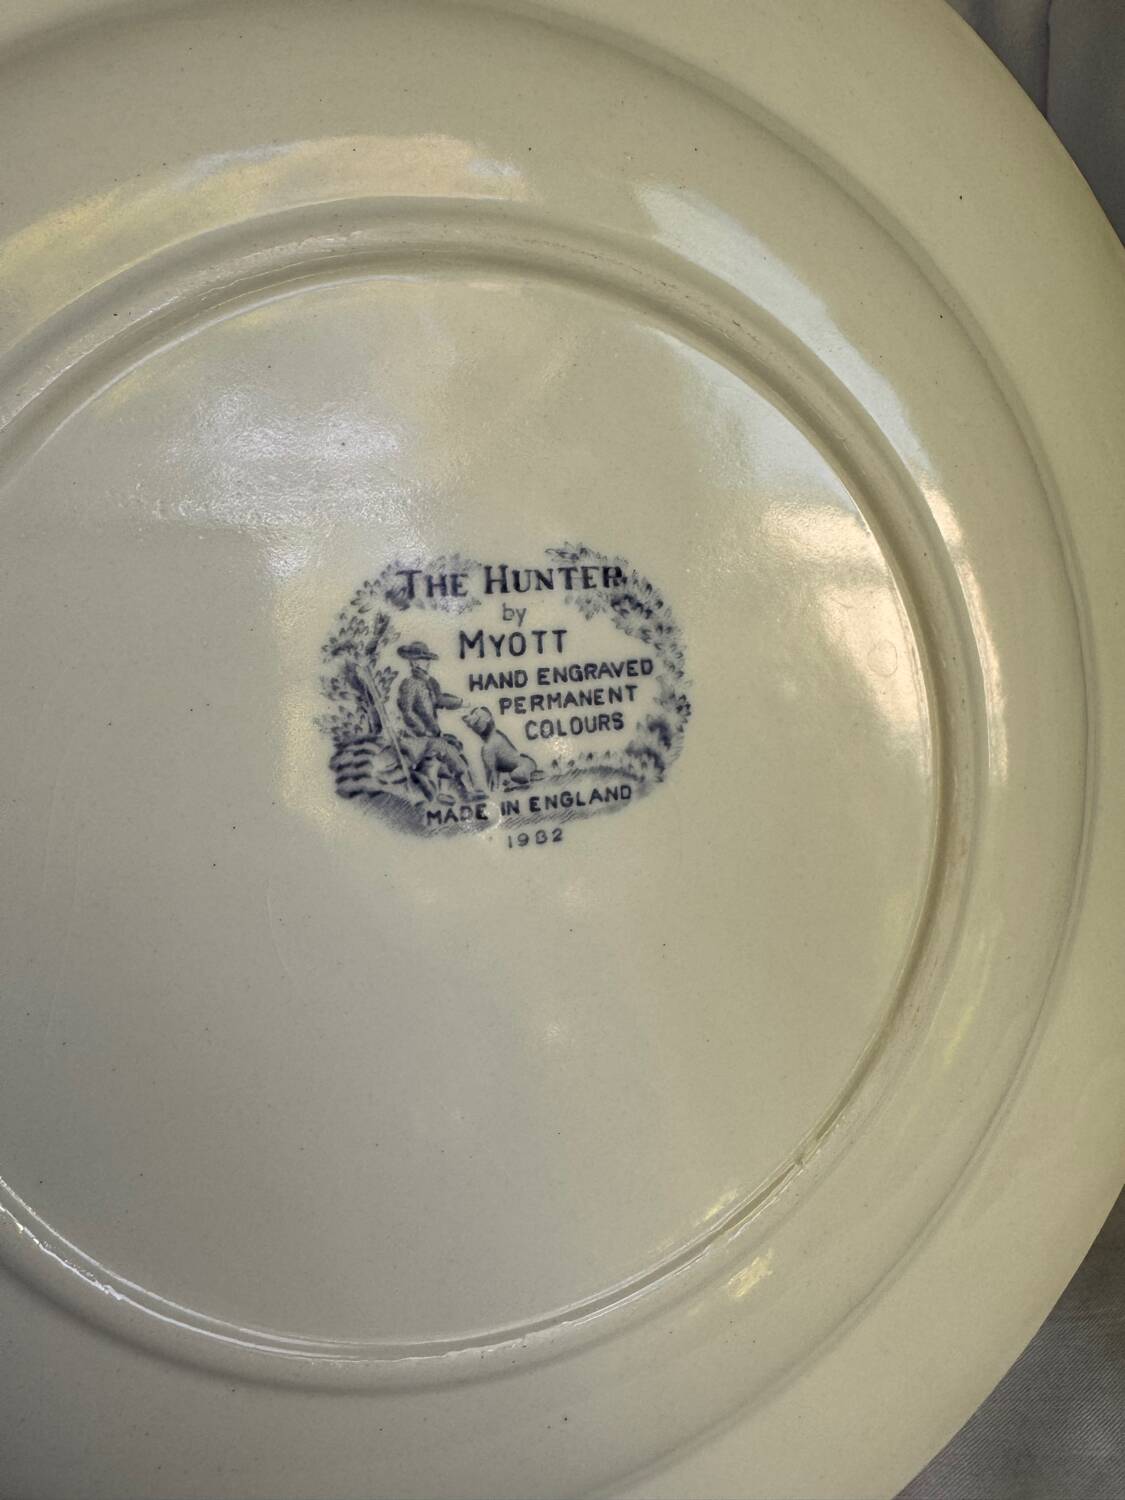 THE HUNTER
by
MYOTT
HAND ENGRAVED
PERMANENT
COLOURS
MADE IN ENGLAND
1982